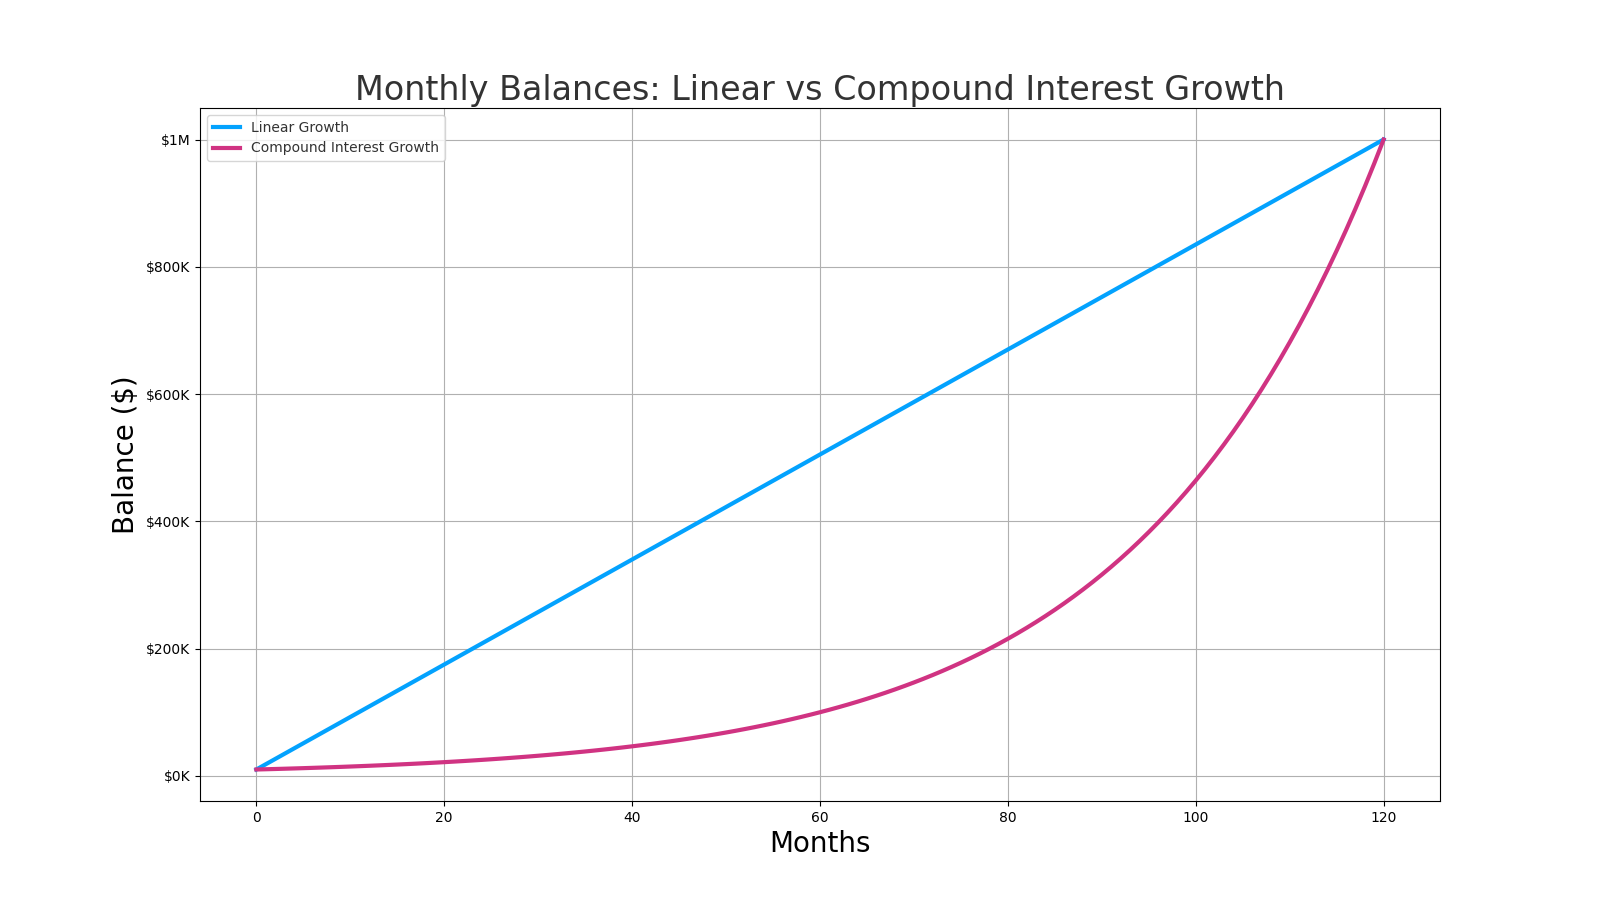 Monthly Balances: Linear vs Compound Interest Growth
Linear Growth
Compound Interest Growth
$1M
$800K
$600K
$400K
$200K
$0K
Balance ($)
0
20
40
60
80
100
120
Months